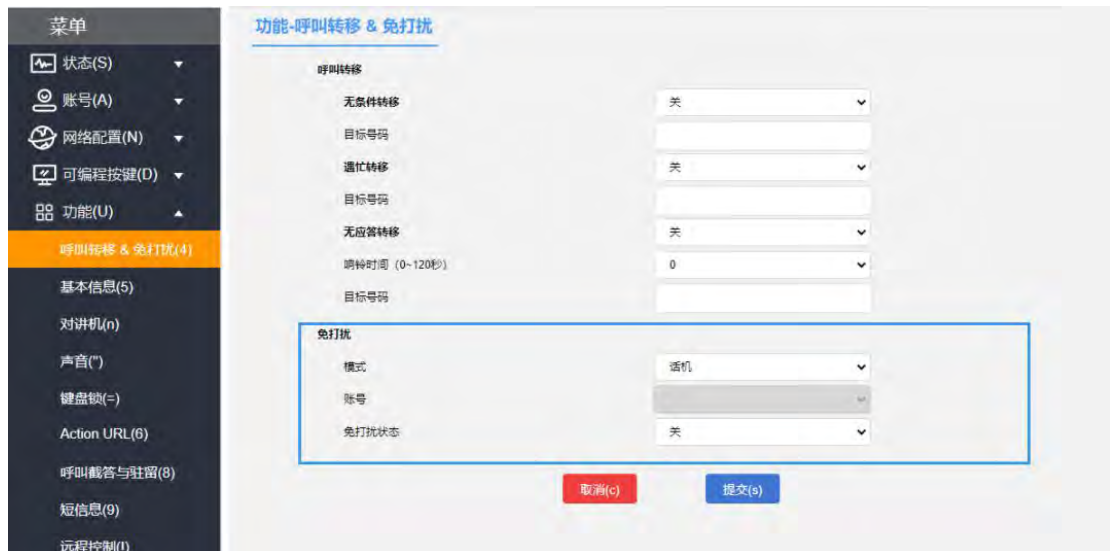 菜单
状态(S)
账号(A)
网络配置(N)
可编程按键(D)
功能(U)
呼叫转移 & 免打扰(4)
基本信息(5)
对讲机(n)
声音(")
键盘锁(=)
Action URL(6)
呼叫截答与驻留(8)
短信息(9)
远程控制(!)
功能-呼叫转移 & 免打扰
呼叫转移
无条件转移 关
目标号码
遇忙转移 关
目标号码
无应答转移 关
响铃时间 (0~120秒) 0
目标号码
免打扰
模式 话机
账号
免打扰状态 关
取消(c) 提交(s)